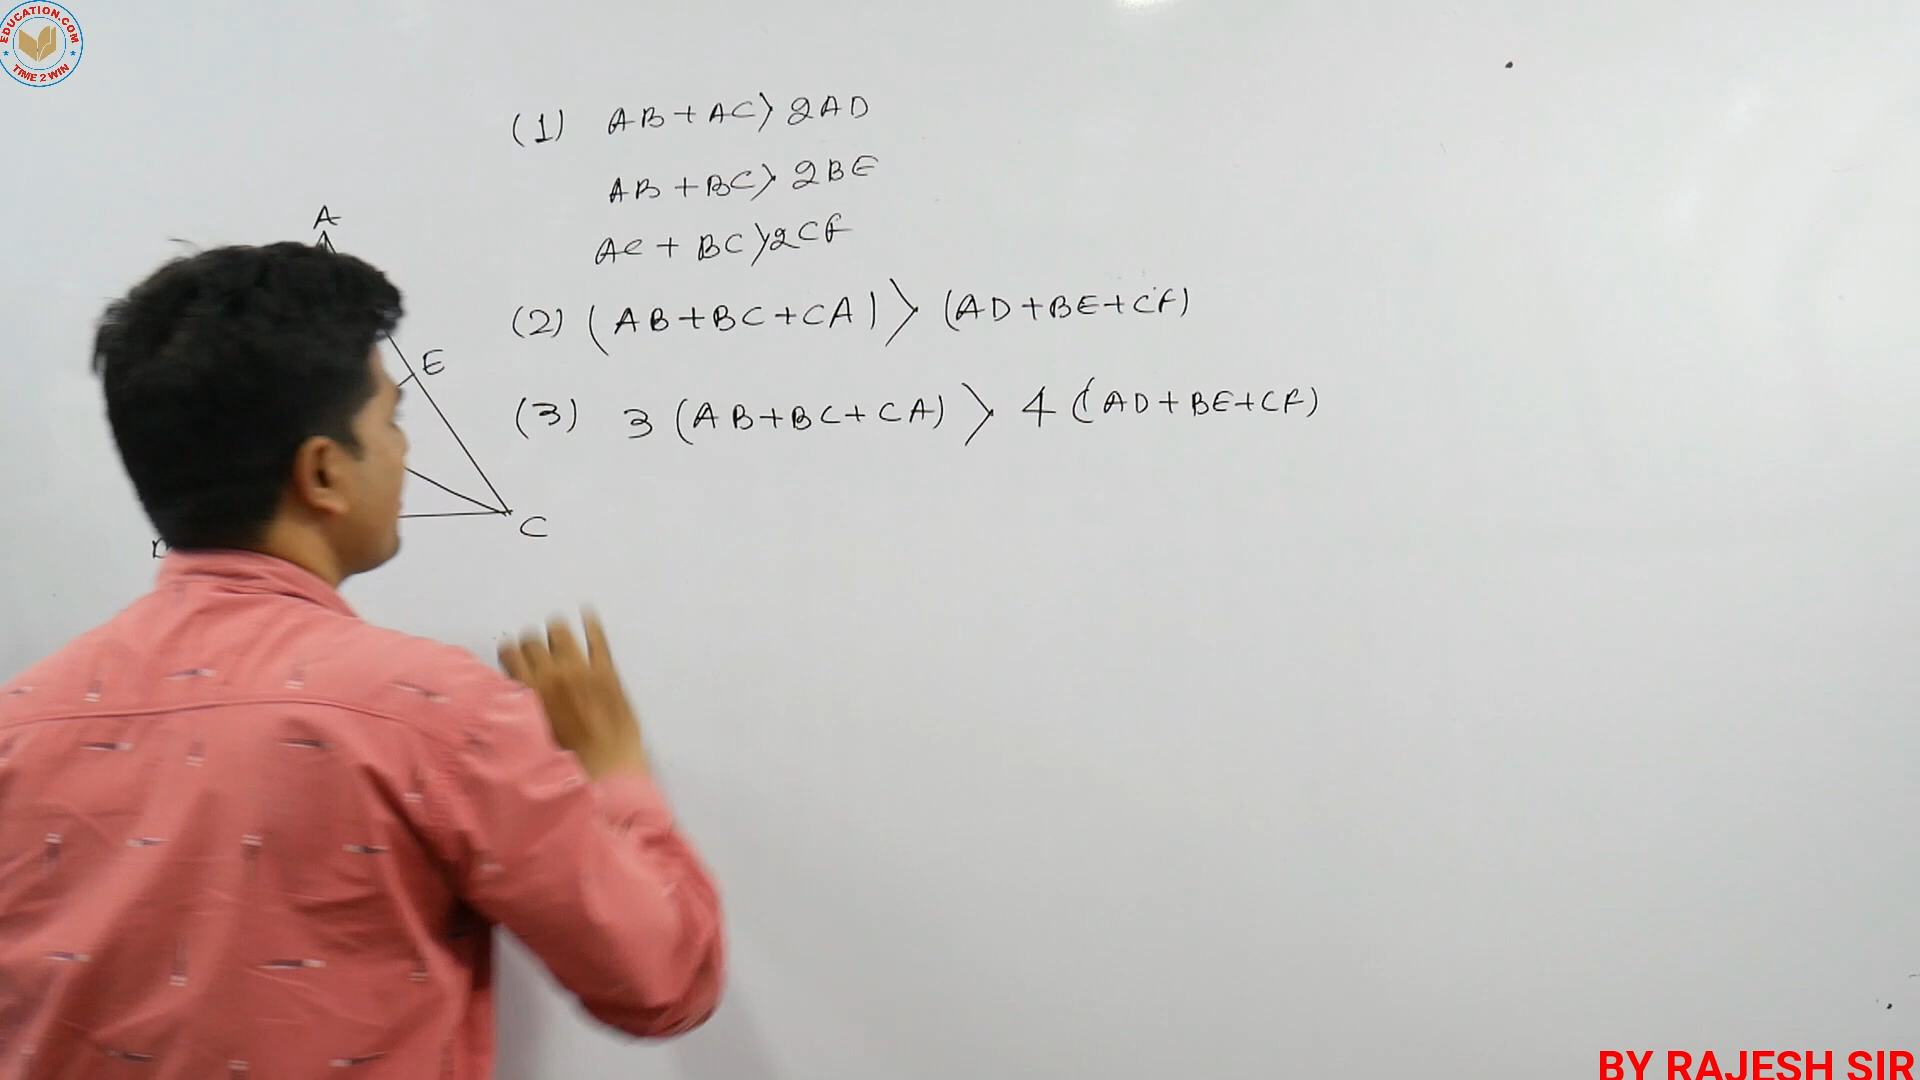 EDUCATION.COM
TIME 2 WIN
(1) AB + AC > 2AD
AB + BC > 2BE
AC + BC > 2CF
(2) (AB+BC+CA) > (AD+BE+CF)
(3) 3 (AB+BC+CA) > 4 (AD+BE+CF)
A
E
C
BY RAJESH SIR